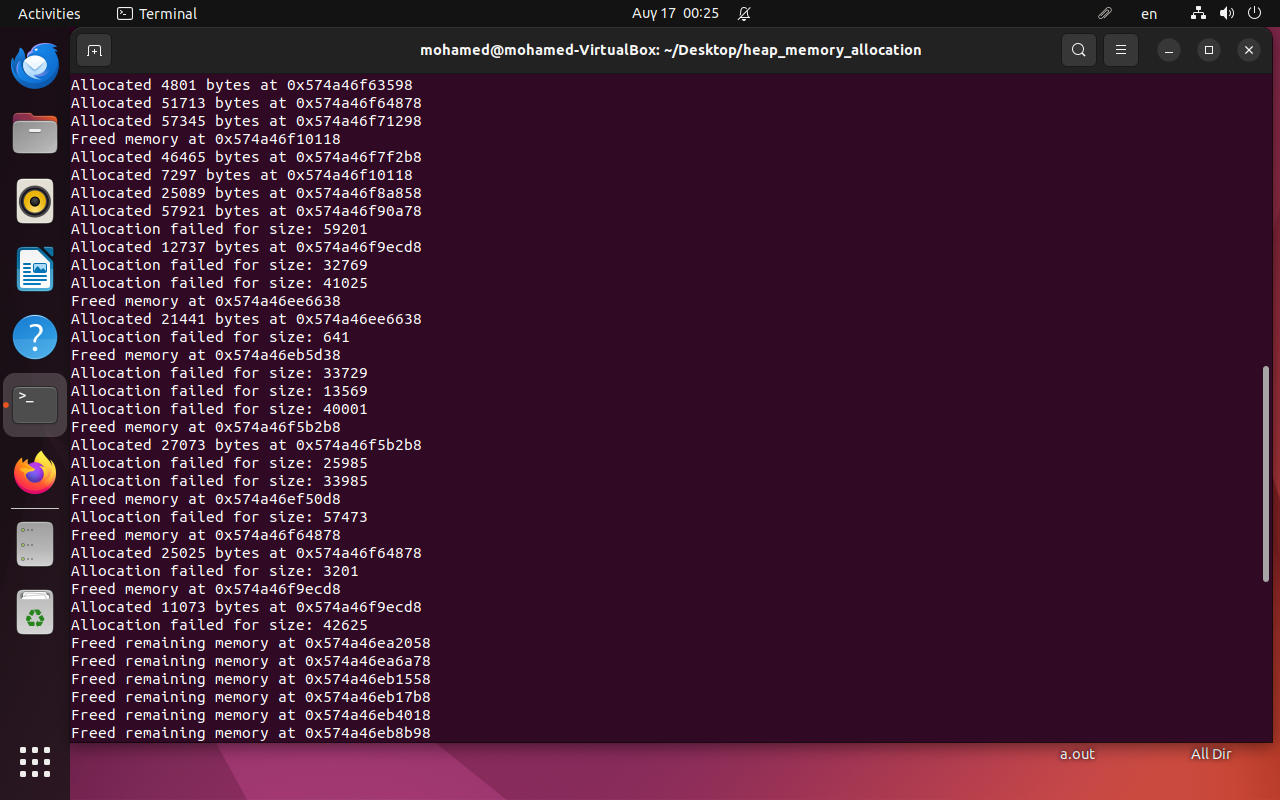 Activities
Terminal
Αυγ 17 00:25
en
mohamed@mohamed-VirtualBox: ~/Desktop/heap_memory_allocation
Allocated 4801 bytes at 0x574a46f63598
Allocated 51713 bytes at 0x574a46f64878
Allocated 57345 bytes at 0x574a46f71298
Freed memory at 0x574a46f10118
Allocated 46465 bytes at 0x574a46f7f2b8
Allocated 7297 bytes at 0x574a46f10118
Allocated 25089 bytes at 0x574a46f8a858
Allocated 57921 bytes at 0x574a46f90a78
Allocation failed for size: 59201
Allocated 12737 bytes at 0x574a46f9ecd8
Allocation failed for size: 32769
Allocation failed for size: 41025
Freed memory at 0x574a46ee6638
Allocated 21441 bytes at 0x574a46ee6638
Allocation failed for size: 641
Freed memory at 0x574a46eb5d38
Allocation failed for size: 33729
Allocation failed for size: 13569
Allocation failed for size: 40001
Freed memory at 0x574a46f5b2b8
Allocated 27073 bytes at 0x574a46f5b2b8
Allocation failed for size: 25985
Allocation failed for size: 33985
Freed memory at 0x574a46ef50d8
Allocation failed for size: 57473
Freed memory at 0x574a46f64878
Allocated 25025 bytes at 0x574a46f64878
Allocation failed for size: 3201
Freed memory at 0x574a46f9ecd8
Allocated 11073 bytes at 0x574a46f9ecd8
Allocation failed for size: 42625
Freed remaining memory at 0x574a46ea2058
Freed remaining memory at 0x574a46ea6a78
Freed remaining memory at 0x574a46eb1558
Freed remaining memory at 0x574a46eb17b8
Freed remaining memory at 0x574a46eb4018
Freed remaining memory at 0x574a46eb8b98
a.out
All Dir